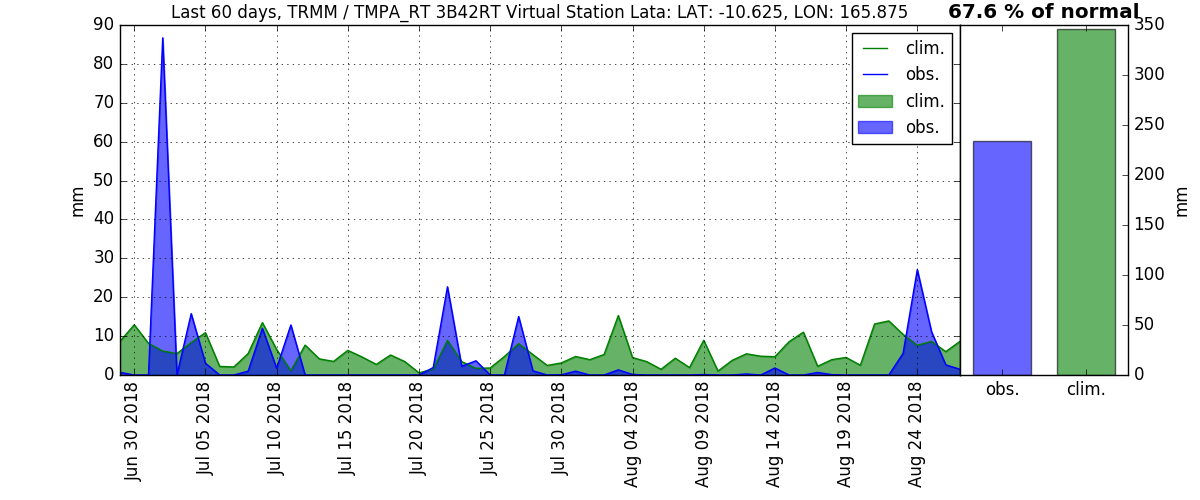 Last 60 days, TRMM / TMPA_RT 3B42RT Virtual Station Lata: LAT: -10.625, LON: 165.875
67.6 % of normal
90
80
70
60
50
40
30
20
10
0
mm
clim.
obs.
clim.
obs.
Jun 30 2018
Jul 05 2018
Jul 10 2018
Jul 15 2018
Jul 20 2018
Jul 25 2018
Jul 30 2018
Aug 04 2018
Aug 09 2018
Aug 14 2018
Aug 19 2018
Aug 24 2018
350
300
250
200
150
100
50
0
mm
obs.
clim.